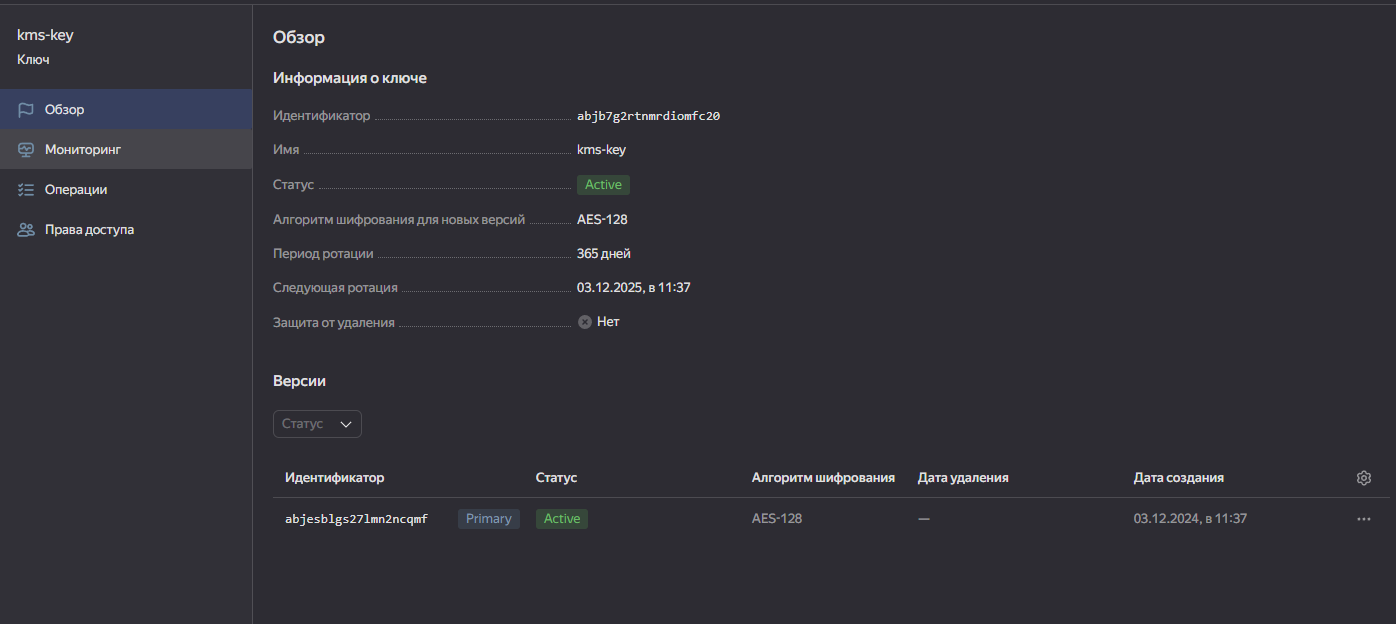 kms-key
Ключ
Обзор
Мониторинг
Операции
Права доступа
Обзор
Информация о ключе
Идентификатор abjb7g2rtnmrdiomfc20
Имя kms-key
Статус Active
Алгоритм шифрования для новых версий AES-128
Период ротации 365 дней
Следующая ротация 03.12.2025, в 11:37
Защита от удаления Нет
Версии
Статус
Идентификатор Статус Алгоритм шифрования Дата удаления Дата создания
abjesblgs27lmn2ncqmf Primary Active AES-128 — 03.12.2024, в 11:37